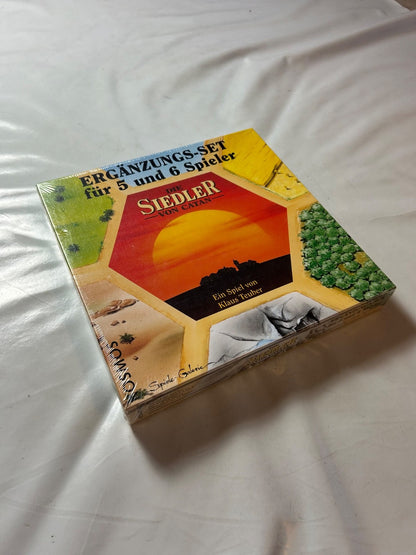 ERGÄNZUNGS-SET
für 5 und 6 Spieler
DIE
SIEDLER
VON CATAN
Ein Spiel von
Klaus Teuber
KOSMOS
Spiele-Galerie